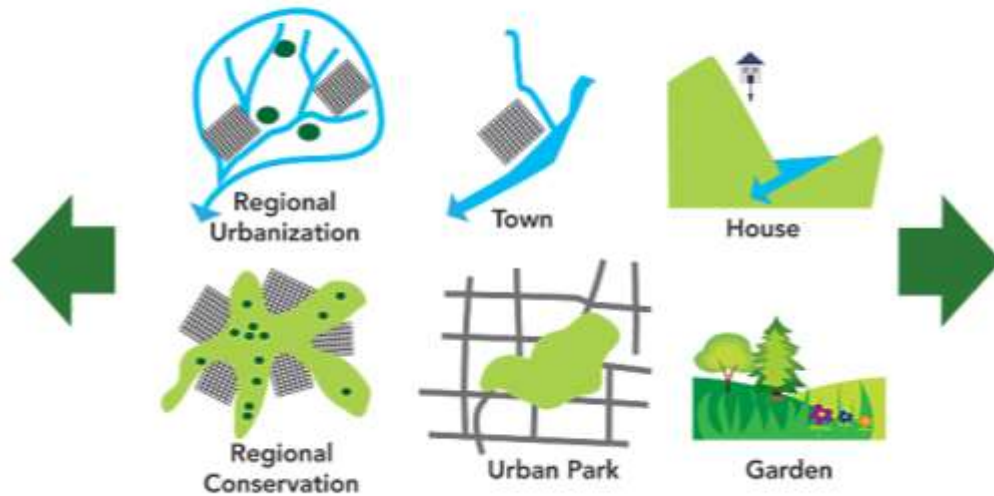 Regional
Urbanization
Town
House
Regional
Conservation
Urban Park
Garden